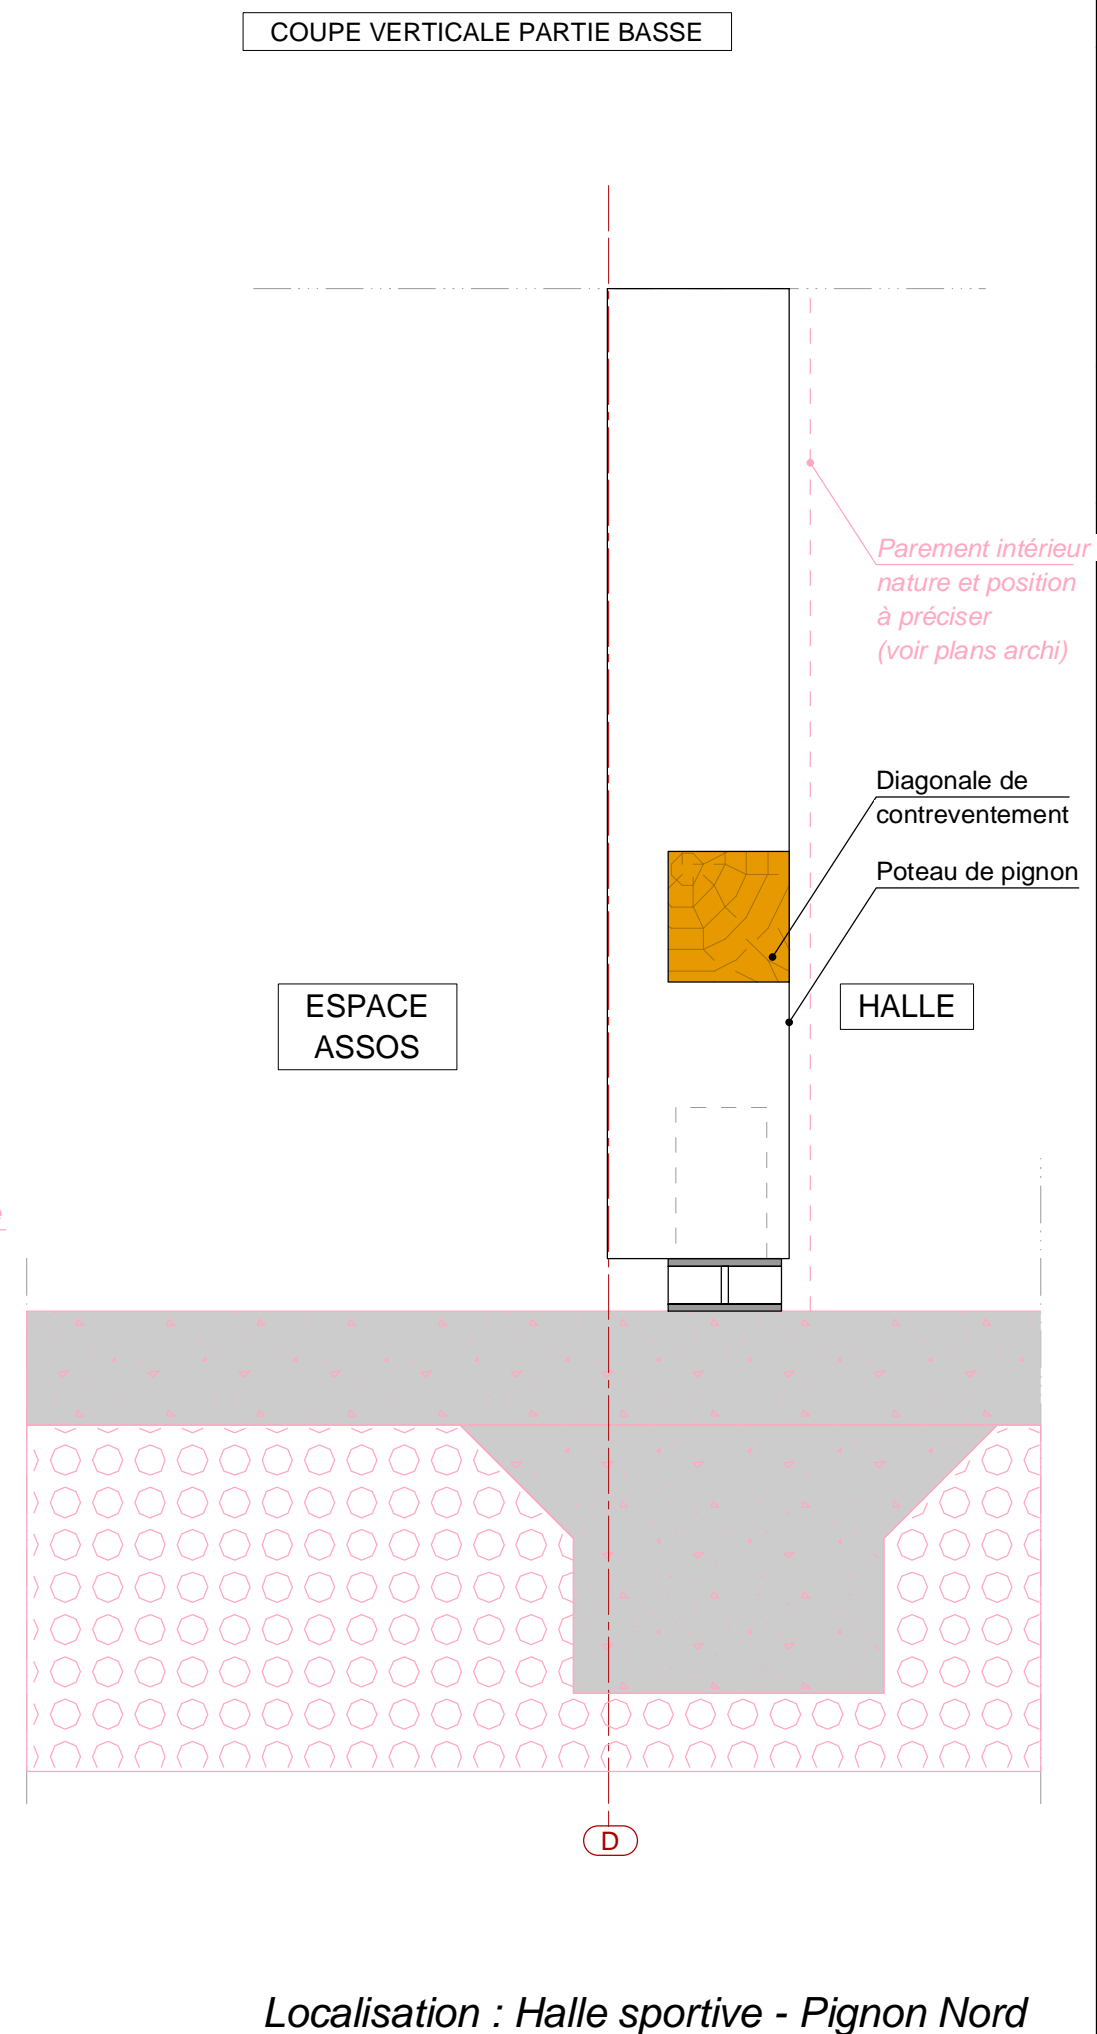 COUPE VERTICALE PARTIE BASSE
Parement intérieur
nature et position
à préciser
(voir plans archi)
Diagonale de
contreventement
Poteau de pignon
ESPACE
ASSOS
HALLE
D
Localisation : Halle sportive - Pignon Nord